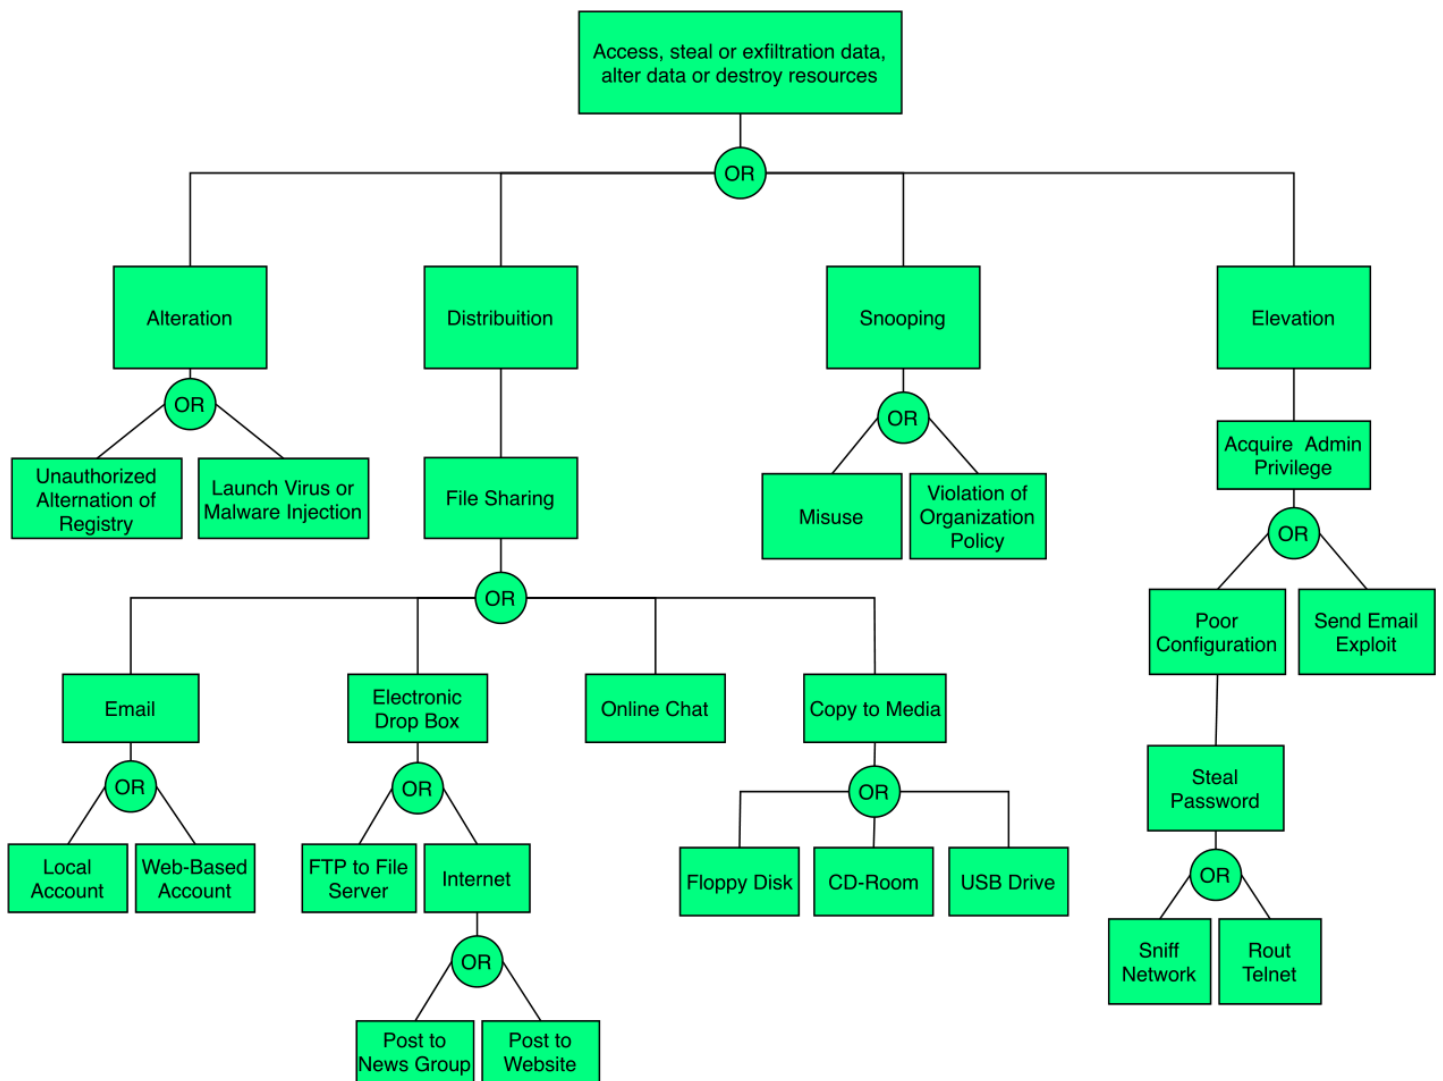 Access, steal or exfiltration data,
alter data or destroy resources
OR
Alteration
Distribuition
Snooping
Elevation
OR
OR
Acquire Admin
Privilege
Unauthorized
Alternation of
Registry
Launch Virus or
Malware Injection
File Sharing
Misuse
Violation of
Organization
Policy
OR
OR
Poor
Configuration
Send Email
Exploit
Email
Electronic
Drop Box
Online Chat
Copy to Media
Steal
Password
OR
OR
OR
Local
Account
Web-Based
Account
FTP to File
Server
Internet
Floppy Disk
CD-Room
USB Drive
OR
Sniff
Network
Rout
Telnet
OR
Post to
News Group
Post to
Website